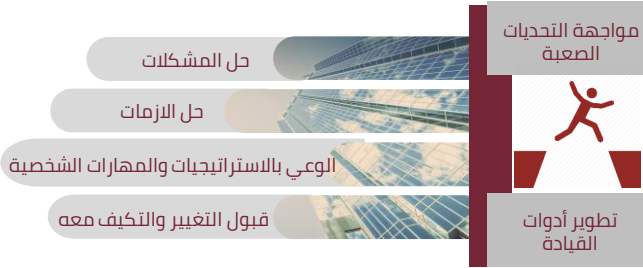 مواجهة التحديات
الصعبة
حل المشكلات
حل الازمات
الوعي بالاستراتيجيات والمهارات الشخصية
قبول التغيير والتكيف معه
تطوير أدوات
القيادة